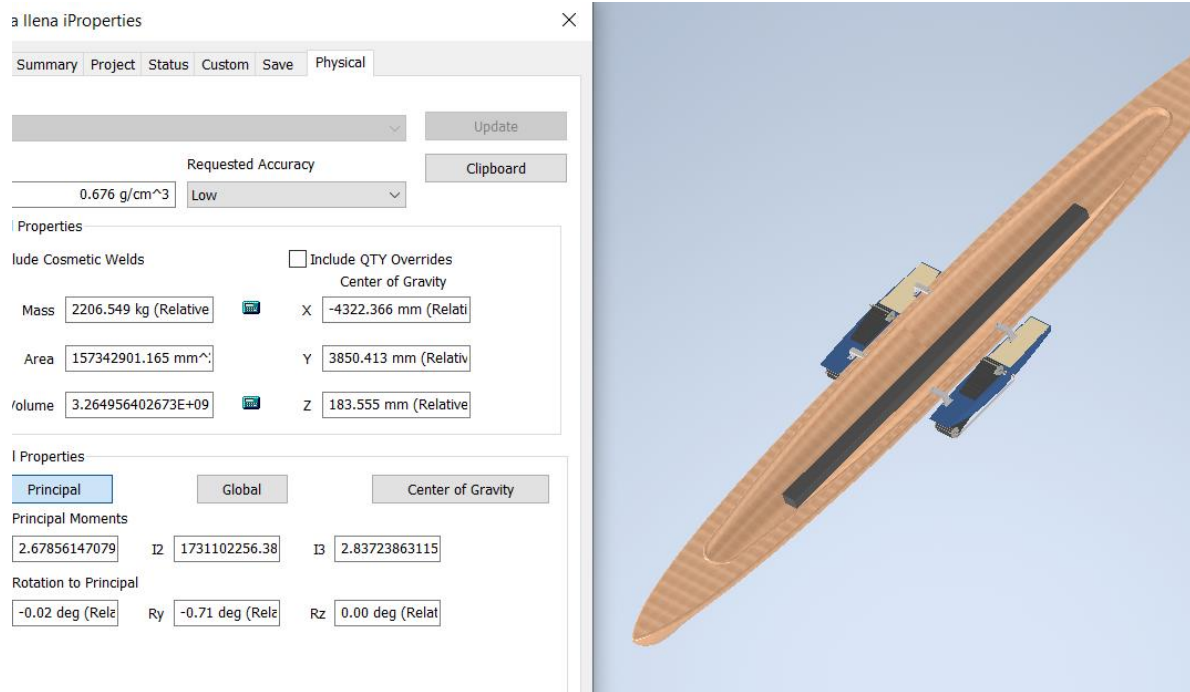 a Ilena iProperties
Summary Project Status Custom Save Physical
Update
Requested Accuracy
Clipboard
0.676 g/cm^3 Low
Properties
lude Cosmetic Welds Include QTY Overrides
Center of Gravity
Mass 2206.549 kg (Relative X -4322.366 mm (Relati
Area 157342901.165 mm^ Y 3850.413 mm (Relativ
olume 3.264956402673E+09 Z 183.555 mm (Relative
l Properties
Principal Global Center of Gravity
Principal Moments
2.67856147079 I2 1731102256.38 I3 2.83723863115
Rotation to Principal
-0.02 deg (Rela Ry -0.71 deg (Rela Rz 0.00 deg (Relat